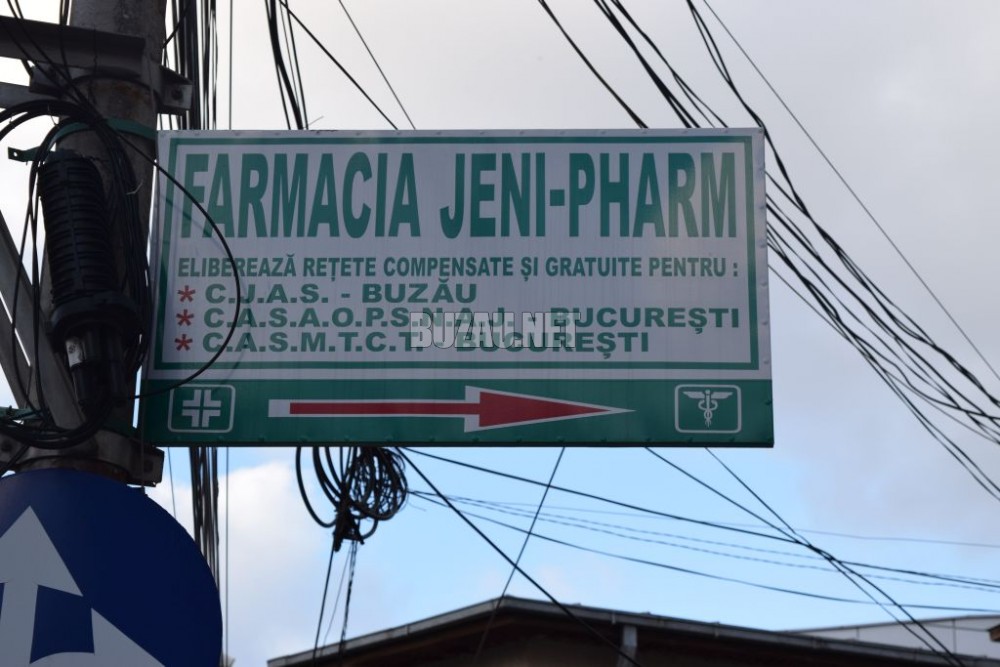 FARMACIA JENI-PHARM
ELIBEREAZĂ REȚETE COMPENSATE ȘI GRATUITE PENTRU :
* C.J.A.S. - BUZĂU
* C.A.S.A.O.P.S.N.A.J. - BUCUREȘTI
* C.A.S.M.T.C.T. - BUCUREȘTI
BUZAU.NET